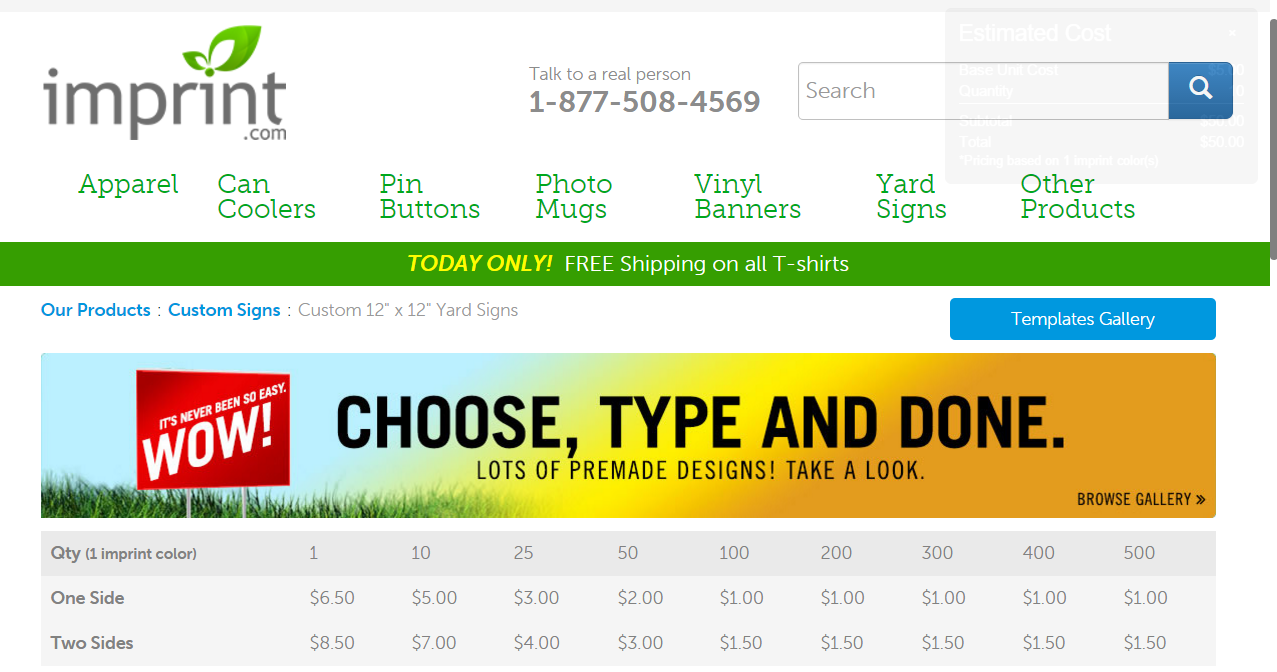 imprint
.com
Talk to a real person
1-877-508-4569
Search
Estimated Cost ×
Base Unit Cost
Quantity
Subtotal
Total $50.00
*Pricing based on 1 imprint color(s)
Apparel
Can Coolers
Pin Buttons
Photo Mugs
Vinyl Banners
Yard Signs
Other Products
TODAY ONLY! FREE Shipping on all T-shirts
Our Products : Custom Signs : Custom 12" x 12" Yard Signs
Templates Gallery
IT'S NEVER BEEN SO EASY.
WOW!
CHOOSE, TYPE AND DONE.
LOTS OF PREMADE DESIGNS! TAKE A LOOK.
BROWSE GALLERY »
Qty (1 imprint color) 1 10 25 50 100 200 300 400 500
One Side $6.50 $5.00 $3.00 $2.00 $1.00 $1.00 $1.00 $1.00 $1.00
Two Sides $8.50 $7.00 $4.00 $3.00 $1.50 $1.50 $1.50 $1.50 $1.50